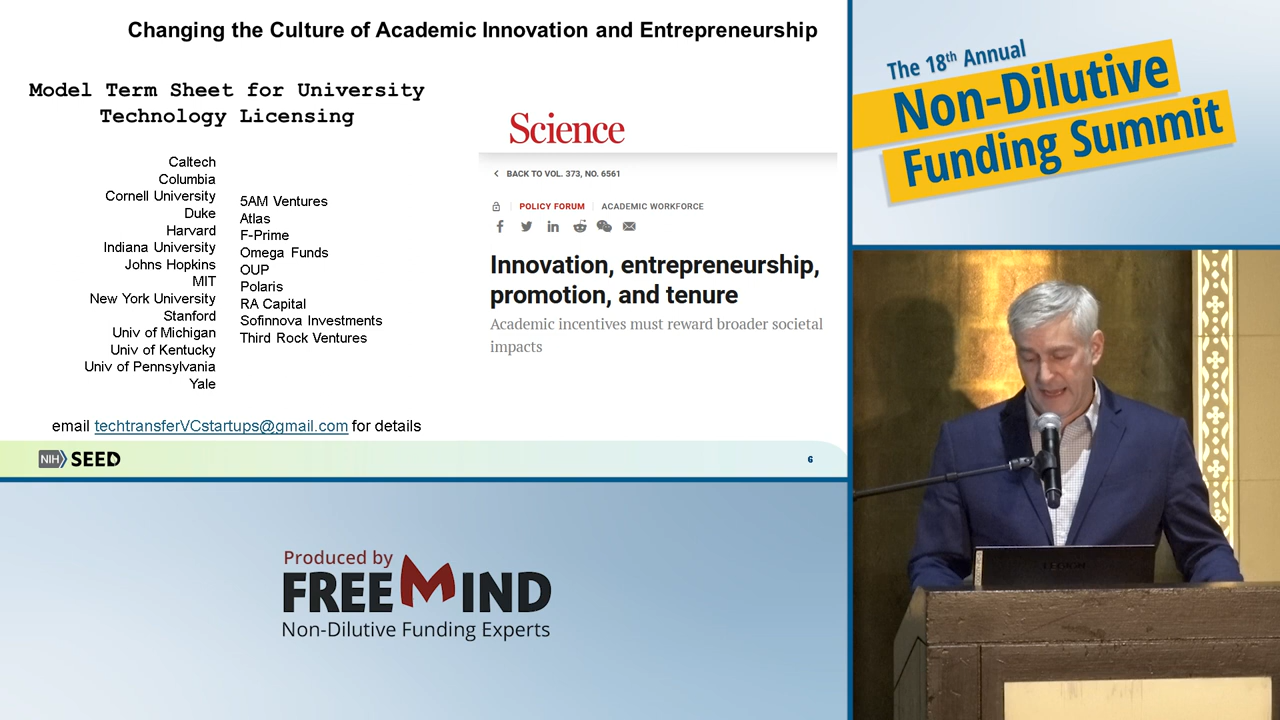 Changing the Culture of Academic Innovation and Entrepreneurship
Model Term Sheet for University
Technology Licensing
Caltech
Columbia
Cornell University
Duke
Harvard
Indiana University
Johns Hopkins
MIT
New York University
Stanford
Univ of Michigan
Univ of Kentucky
Univ of Pennsylvania
Yale
5AM Ventures
Atlas
F-Prime
Omega Funds
OUP
Polaris
RA Capital
Sofinnova Investments
Third Rock Ventures
email techtransferVCstartups@gmail.com for details
Science
BACK TO VOL. 373, NO. 6561
POLICY FORUM ACADEMIC WORKFORCE
Innovation, entrepreneurship,
promotion, and tenure
Academic incentives must reward broader societal
impacts
NIH SEED
6
The 18th Annual
Non-Dilutive
Funding Summit
Produced by
FREEMIND
Non-Dilutive Funding Experts
LEGION